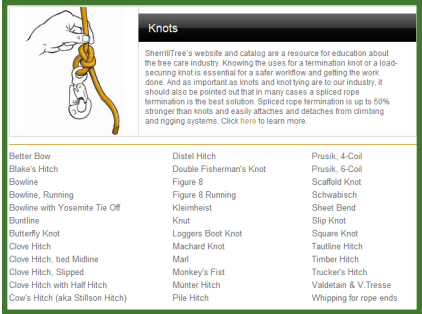 Knots
SherrillTree's website and catalog are a resource for education about
the tree care industry. Knowing the uses for a termination knot or a load-
securing knot is essential for a safer workflow and getting the work
done. And as important as knots and knot tying are to our industry, it
should also be pointed out that in many cases a spliced rope
termination is the best solution. Spliced rope termination is up to 50%
stronger than knots and easily attaches and detaches from climbing
and rigging systems. Click here to learn more.
Better Bow
Blake's Hitch
Bowline
Bowline, Running
Bowline with Yosemite Tie Off
Buntline
Butterfly Knot
Clove Hitch
Clove Hitch, tied Midline
Clove Hitch, Slipped
Clove Hitch with Half Hitch
Cow's Hitch (aka Stillson Hitch)
Distel Hitch
Double Fisherman's Knot
Figure 8
Figure 8 Running
Kleimheist
Knut
Loggers Boot Knot
Machard Knot
Marl
Monkey's Fist
Münter Hitch
Pile Hitch
Prusik, 4-Coil
Prusik, 6-Coil
Scaffold Knot
Schwabisch
Sheet Bend
Slip Knot
Square Knot
Tautline Hitch
Timber Hitch
Trucker's Hitch
Valdetain & V.Tresse
Whipping for rope ends